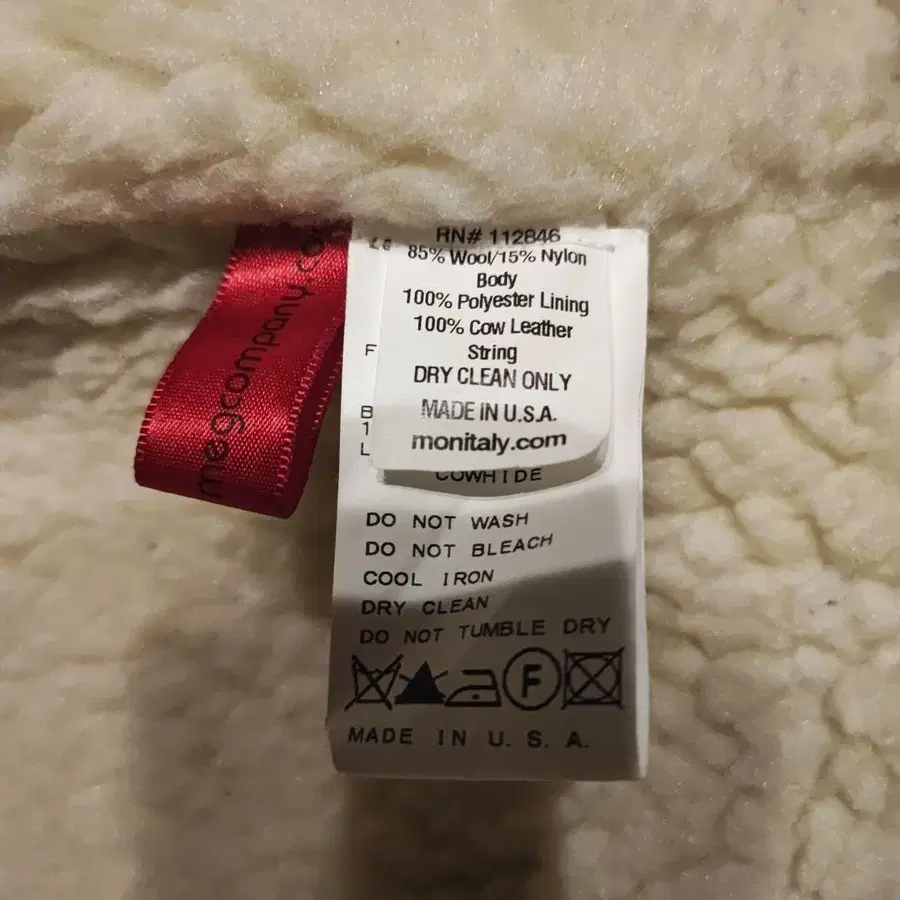 megcompany.co
RN# 112846
85% Wool/15% Nylon
Body
100% Polyester Lining
100% Cow Leather
String
DRY CLEAN ONLY
MADE IN U.S.A.
monitaly.com
F
B
1
L
COWHIDE
DO NOT WASH
DO NOT BLEACH
COOL IRON
DRY CLEAN
DO NOT TUMBLE DRY
F
MADE IN U. S. A.